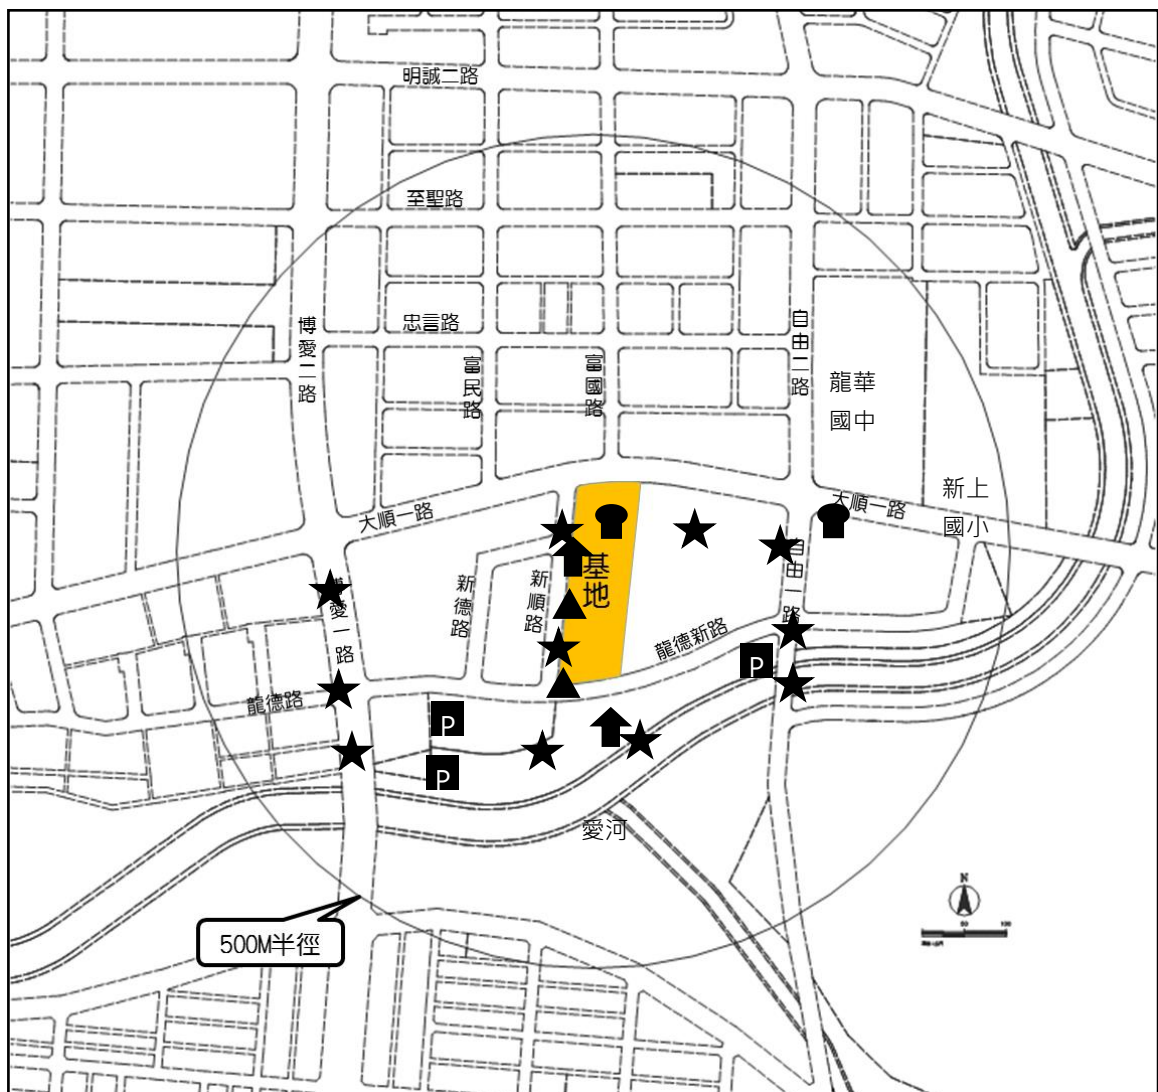 明誠二路
至聖路
忠言路
博愛二路
富民路
富國路
自由二路
龍華
國中
新上
國小
大順一路
大順一路
基地
自由一路
新德路
新順路
博愛一路
龍德新路
龍德路
P
P
P
愛河
500M半徑
N
50
100